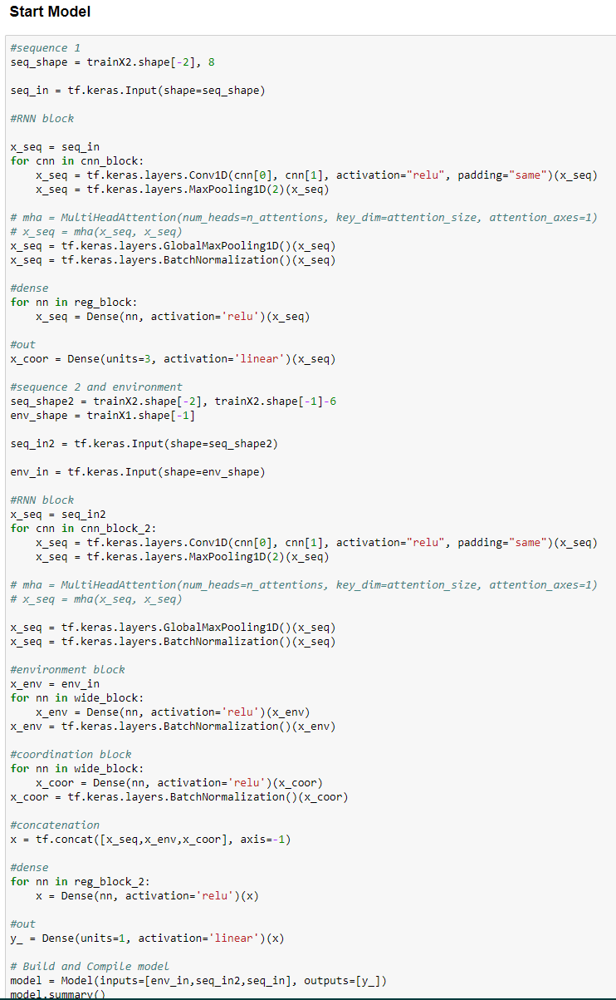 Start Model
#sequence 1
seq_shape = trainX2.shape[-2], 8
seq_in = tf.keras.Input(shape=seq_shape)
#RNN block
x_seq = seq_in
for cnn in cnn_block:
    x_seq = tf.keras.layers.Conv1D(cnn[0], cnn[1], activation="relu", padding="same")(x_seq)
    x_seq = tf.keras.layers.MaxPooling1D(2)(x_seq)
# mha = MultiHeadAttention(num_heads=n_attentions, key_dim=attention_size, attention_axes=1)
# x_seq = mha(x_seq, x_seq)
x_seq = tf.keras.layers.GlobalMaxPooling1D()(x_seq)
x_seq = tf.keras.layers.BatchNormalization()(x_seq)
#dense
for nn in reg_block:
    x_seq = Dense(nn, activation='relu')(x_seq)
#out
x_coor = Dense(units=3, activation='linear')(x_seq)
#sequence 2 and environment
seq_shape2 = trainX2.shape[-2], trainX2.shape[-1]-6
env_shape = trainX1.shape[-1]
seq_in2 = tf.keras.Input(shape=seq_shape2)
env_in = tf.keras.Input(shape=env_shape)
#RNN block
x_seq = seq_in2
for cnn in cnn_block_2:
    x_seq = tf.keras.layers.Conv1D(cnn[0], cnn[1], activation="relu", padding="same")(x_seq)
    x_seq = tf.keras.layers.MaxPooling1D(2)(x_seq)
# mha = MultiHeadAttention(num_heads=n_attentions, key_dim=attention_size, attention_axes=1)
# x_seq = mha(x_seq, x_seq)
x_seq = tf.keras.layers.GlobalMaxPooling1D()(x_seq)
x_seq = tf.keras.layers.BatchNormalization()(x_seq)
#environment block
x_env = env_in
for nn in wide_block:
    x_env = Dense(nn, activation='relu')(x_env)
x_env = tf.keras.layers.BatchNormalization()(x_env)
#coordination block
for nn in wide_block:
    x_coor = Dense(nn, activation='relu')(x_coor)
x_coor = tf.keras.layers.BatchNormalization()(x_coor)
#concatenation
x = tf.concat([x_seq,x_env,x_coor], axis=-1)
#dense
for nn in reg_block_2:
    x = Dense(nn, activation='relu')(x)
#out
y_ = Dense(units=1, activation='linear')(x)
# Build and Compile model
model = Model(inputs=[env_in,seq_in2,seq_in], outputs=[y_])
model.summary()